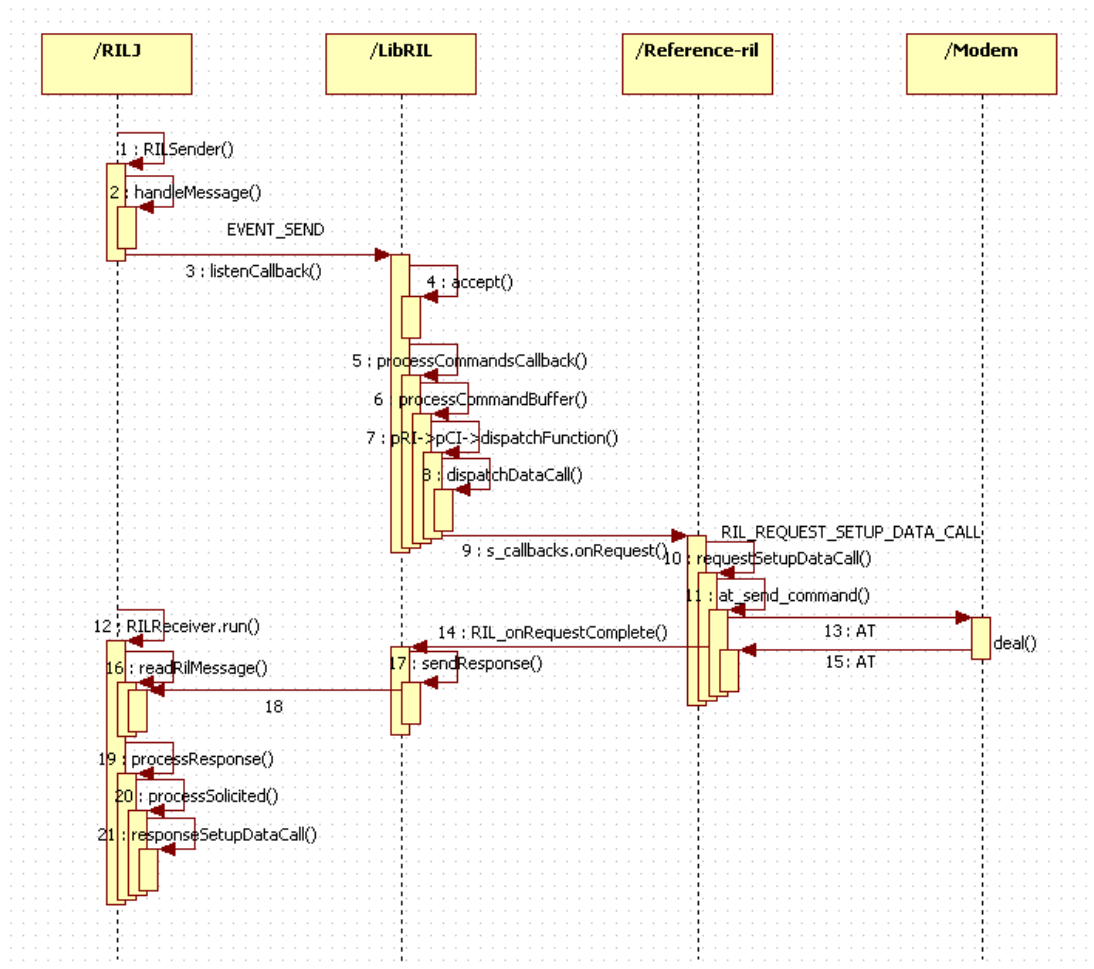 /RILJ
/LibRIL
/Reference-ril
/Modem
1 : RILSender()
2 : handleMessage()
EVENT_SEND
3 : listenCallback()
4 : accept()
5 : processCommandsCallback()
6 : processCommandBuffer()
7 : pRI->pCI->dispatchFunction()
8 : dispatchDataCall()
9 : s_callbacks.onRequest()
RIL_REQUEST_SETUP_DATA_CALL
10 : requestSetupDataCall()
11 : at_send_command()
12 : RILReceiver.run()
13 : AT
deal()
14 : RIL_onRequestComplete()
15 : AT
16 : readRilMessage()
17 : sendResponse()
18
19 : processResponse()
20 : processSolicited()
21 : responseSetupDataCall()